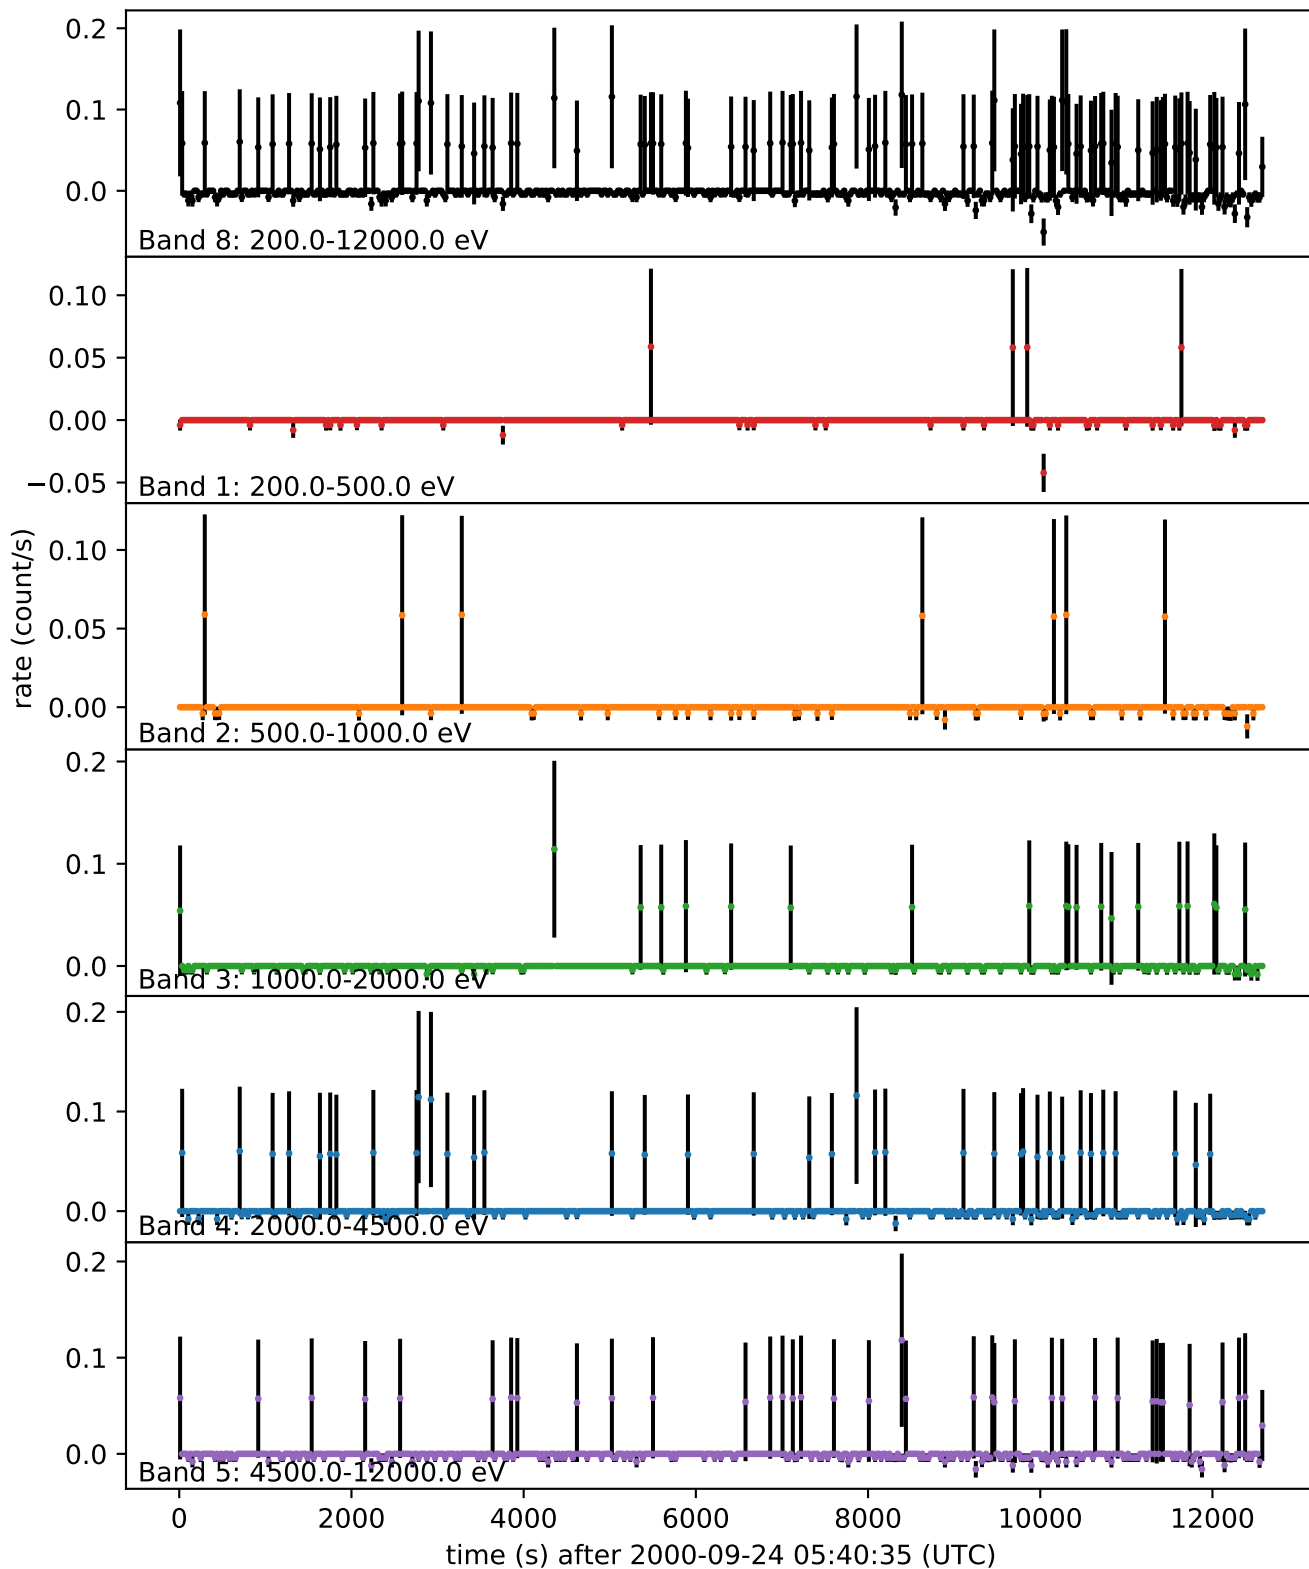 0.2
0.1
0.0
Band 8: 200.0-12000.0 eV
0.10
0.05
0.00
−0.05
Band 1: 200.0-500.0 eV
0.10
0.05
0.00
Band 2: 500.0-1000.0 eV
rate (count/s)
0.2
0.1
0.0
Band 3: 1000.0-2000.0 eV
0.2
0.1
0.0
Band 4: 2000.0-4500.0 eV
0.2
0.1
0.0
Band 5: 4500.0-12000.0 eV
0 2000 4000 6000 8000 10000 12000
time (s) after 2000-09-24 05:40:35 (UTC)